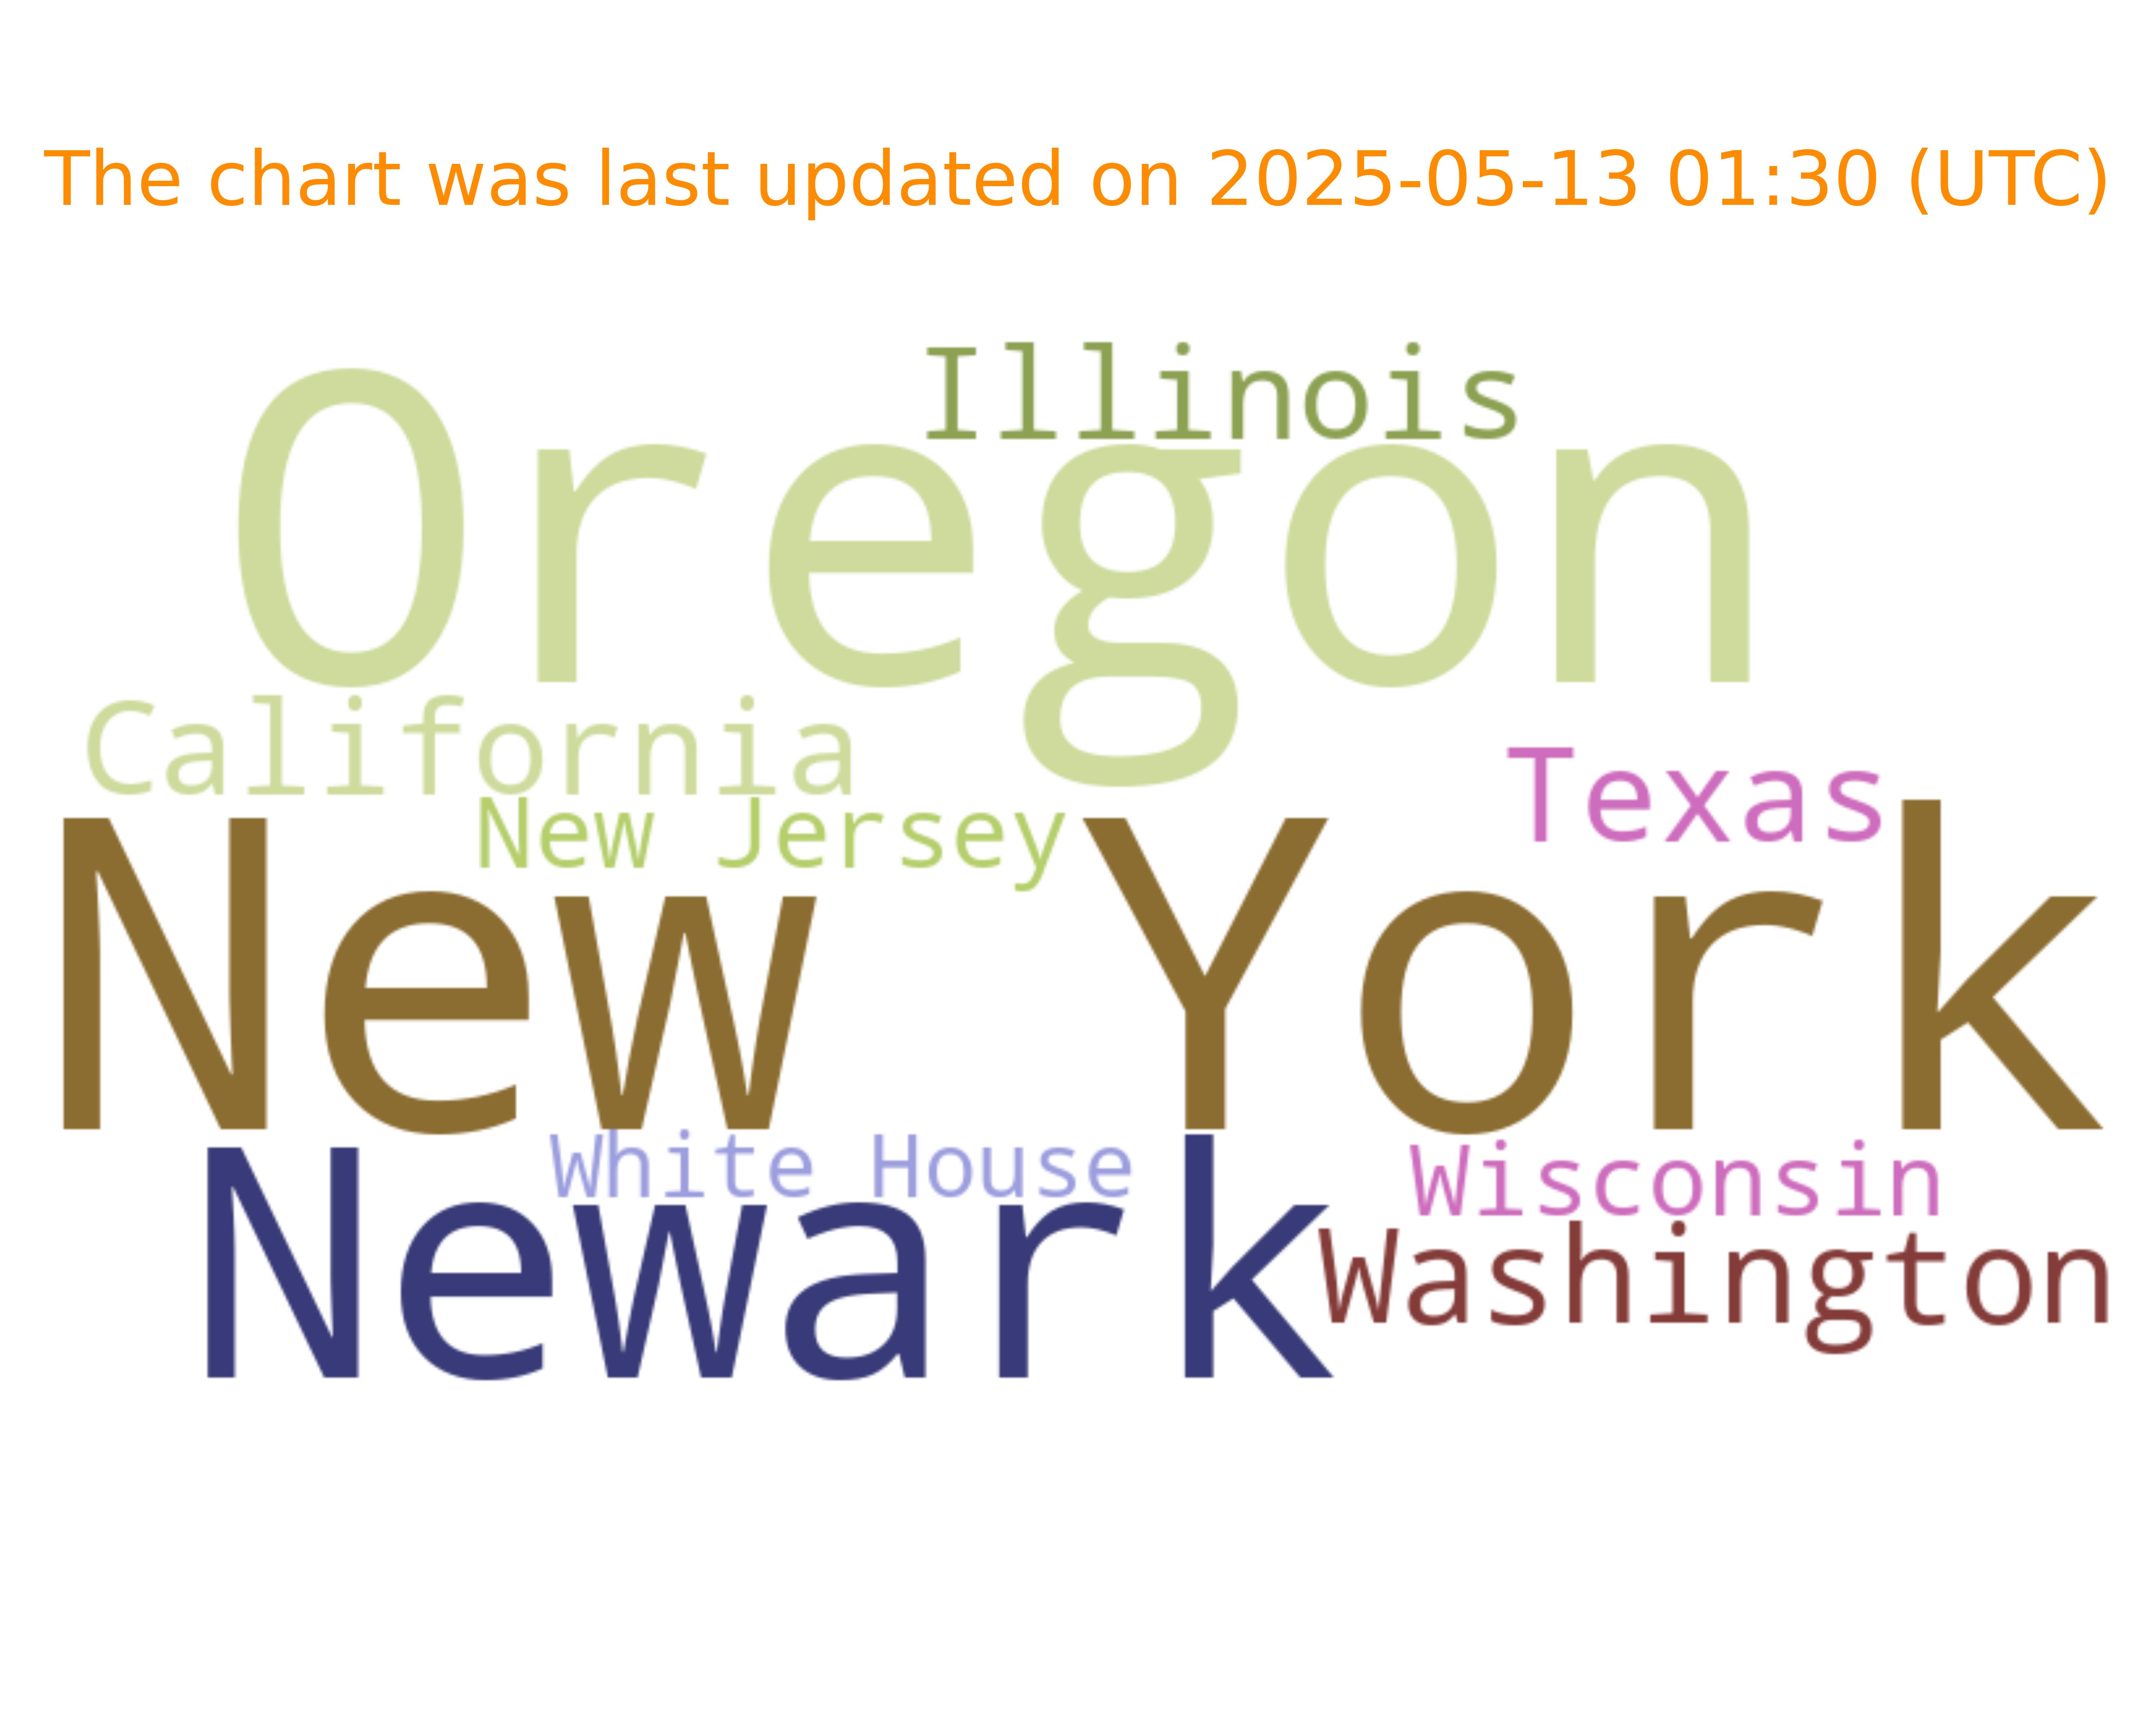 The chart was last updated on 2025-05-13 01:30 (UTC)
Illinois
Oregon
California
Texas
New Jersey
New York
White House
Wisconsin
Newark
Washington